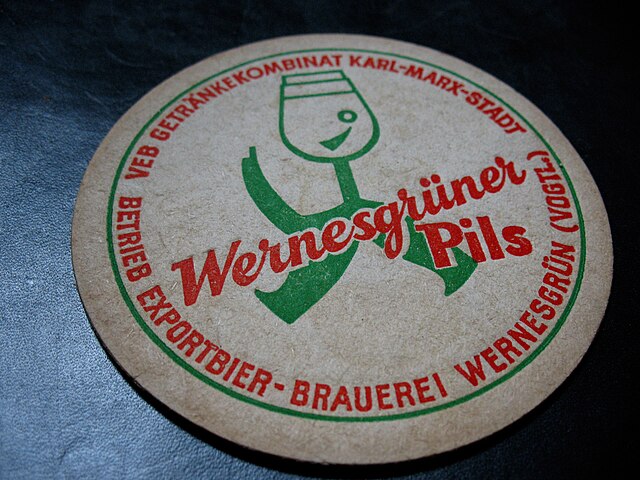 VEB GETRÄNKEKOMBINAT KARL-MARX-STADT
Wernesgrüner
Pils
BETRIEB EXPORTBIER-BRAUEREI WERNESGRÜN (VOGTL.)